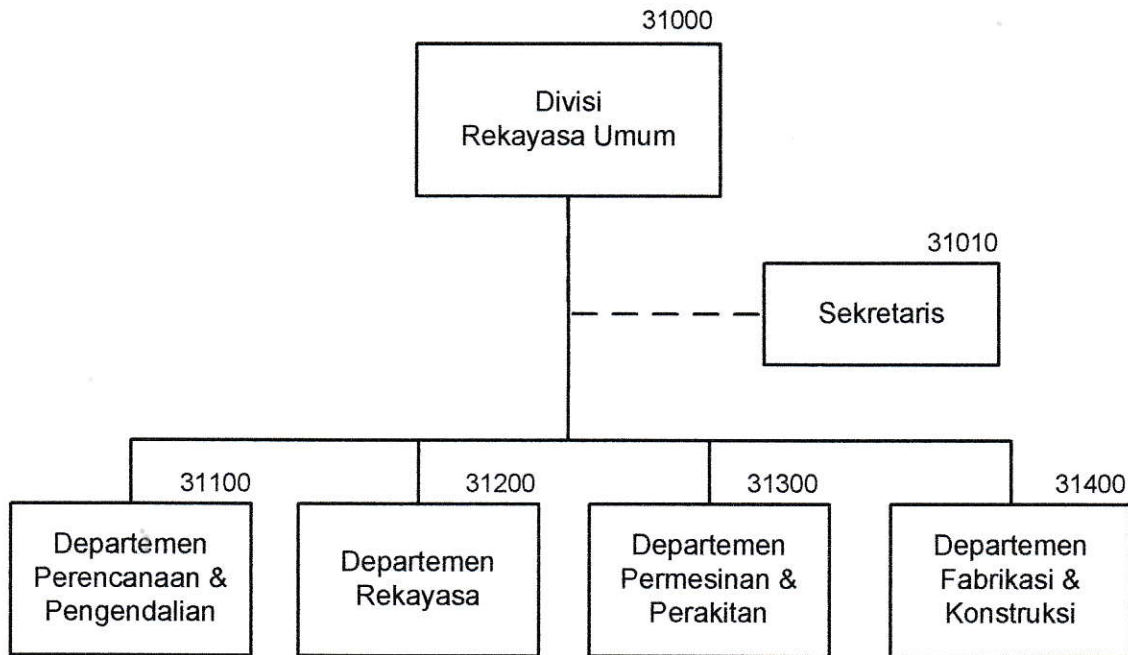 31000
Divisi
Rekayasa Umum
31010
Sekretaris
31100
Departemen
Perencanaan &
Pengendalian
31200
Departemen
Rekayasa
31300
Departemen
Permesinan &
Perakitan
31400
Departemen
Fabrikasi &
Konstruksi